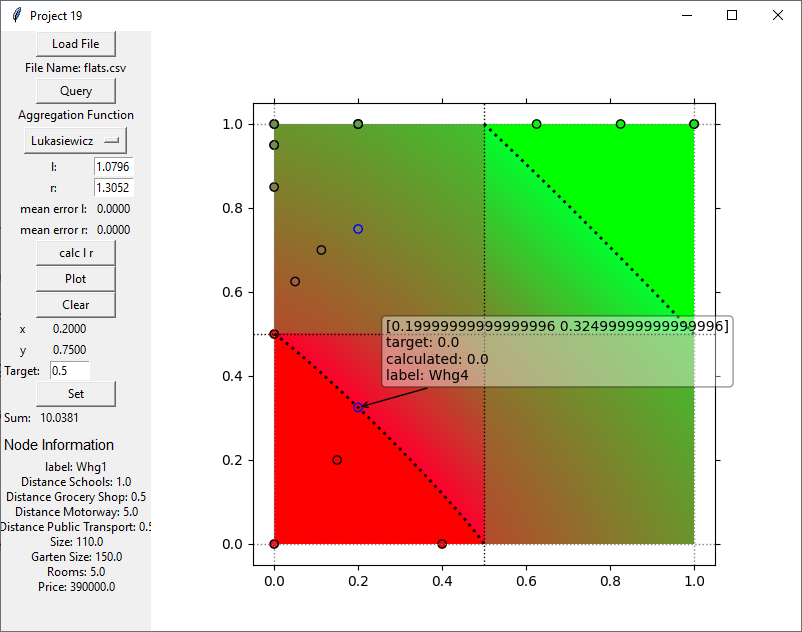 Project 19
Load File
File Name: flats.csv
Query
Aggregation Function
Lukasiewicz
l: 1.0796
r: 1.3052
mean error l: 0.0000
mean error r: 0.0000
calc l r
Plot
Clear
x 0.2000
y 0.7500
Target: 0.5
Set
Sum: 10.0381
Node Information
label: Whg1
Distance Schools: 1.0
Distance Grocery Shop: 0.5
Distance Motorway: 5.0
Distance Public Transport: 0.5
Size: 110.0
Garten Size: 150.0
Rooms: 5.0
Price: 390000.0
1.0
0.8
0.6
0.4
0.2
0.0
[0.19999999999999996 0.32499999999999996]
target: 0.0
calculated: 0.0
label: Whg4
0.0 0.2 0.4 0.6 0.8 1.0